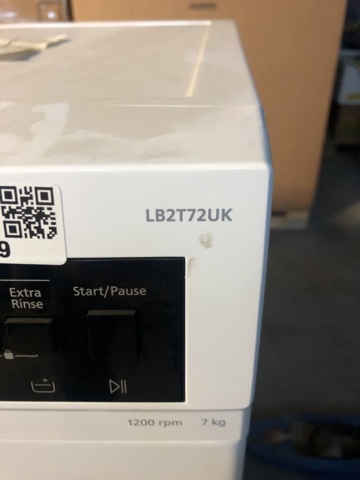 LB2T72UK
9
Extra
Rinse
Start/Pause
1200 rpm 7 kg